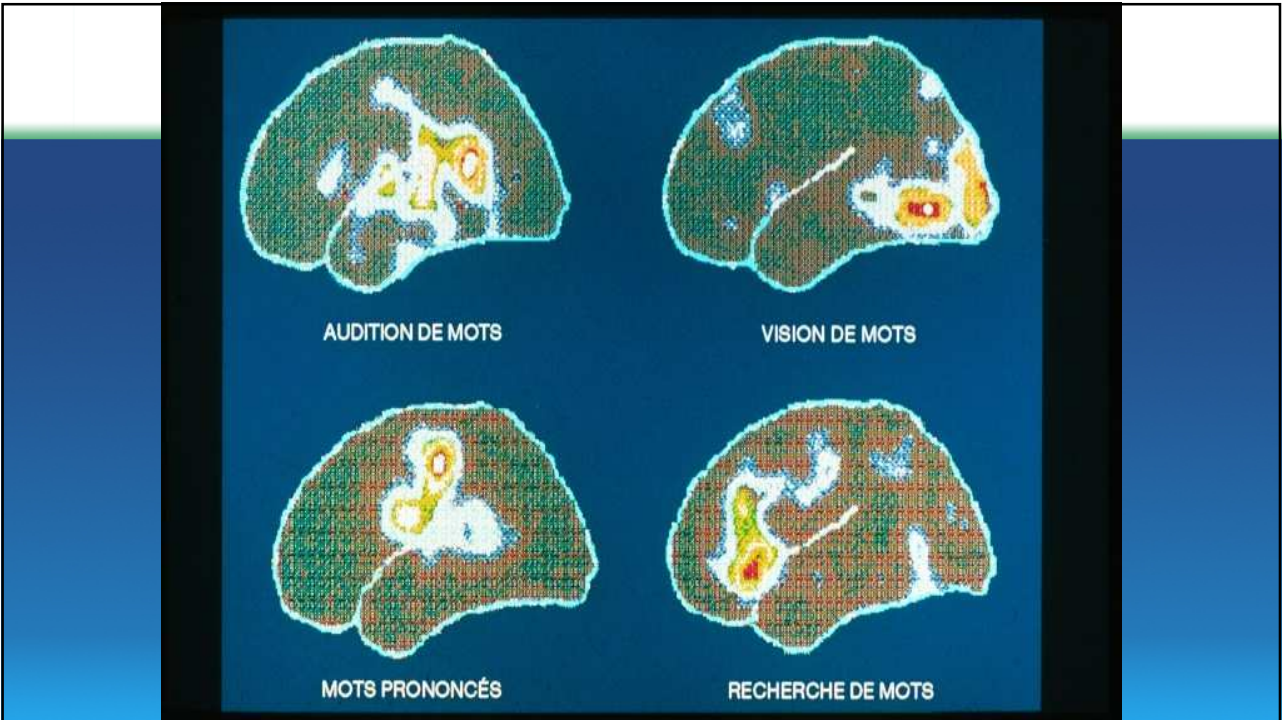 AUDITION DE MOTS
VISION DE MOTS
MOTS PRONONCÉS
RECHERCHE DE MOTS